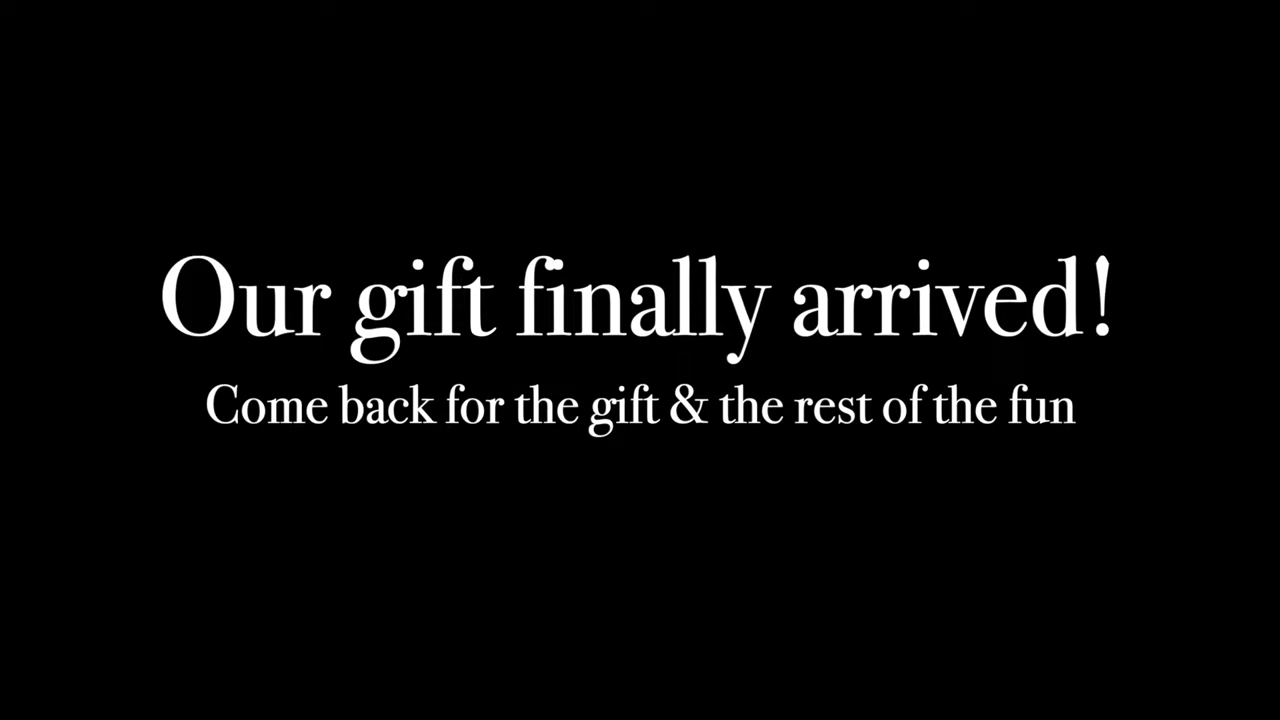 Our gift finally arrived!
Come back for the gift & the rest of the fun